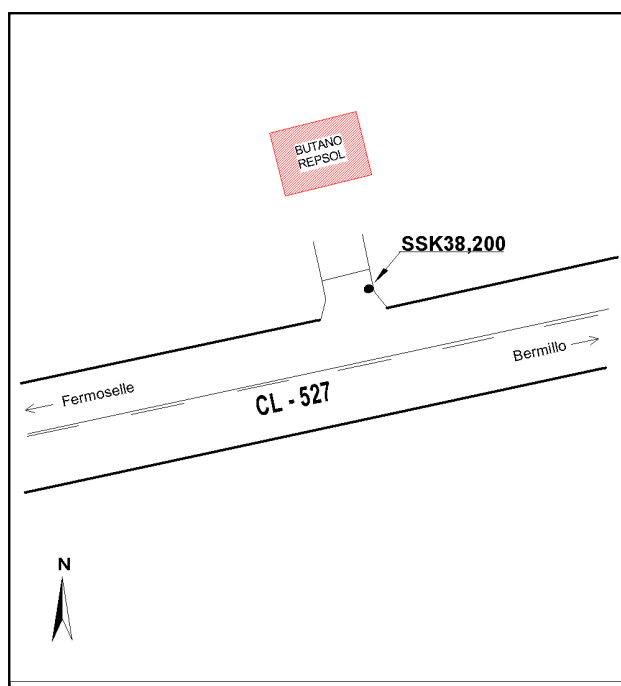 BUTANO
REPSOL
SSK38,200
Bermillo
Fermoselle
CL - 527
N